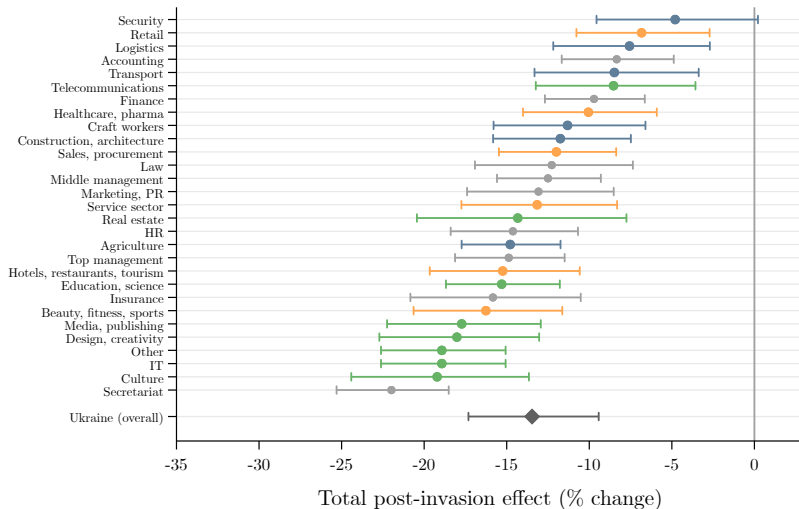 Security
Retail
Logistics
Accounting
Transport
Telecommunications
Finance
Healthcare, pharma
Craft workers
Construction, architecture
Sales, procurement
Law
Middle management
Marketing, PR
Service sector
Real estate
HR
Agriculture
Top management
Hotels, restaurants, tourism
Education, science
Insurance
Beauty, fitness, sports
Media, publishing
Design, creativity
Other
IT
Culture
Secretariat
Ukraine (overall)
-35 -30 -25 -20 -15 -10 -5 0
Total post-invasion effect (% change)